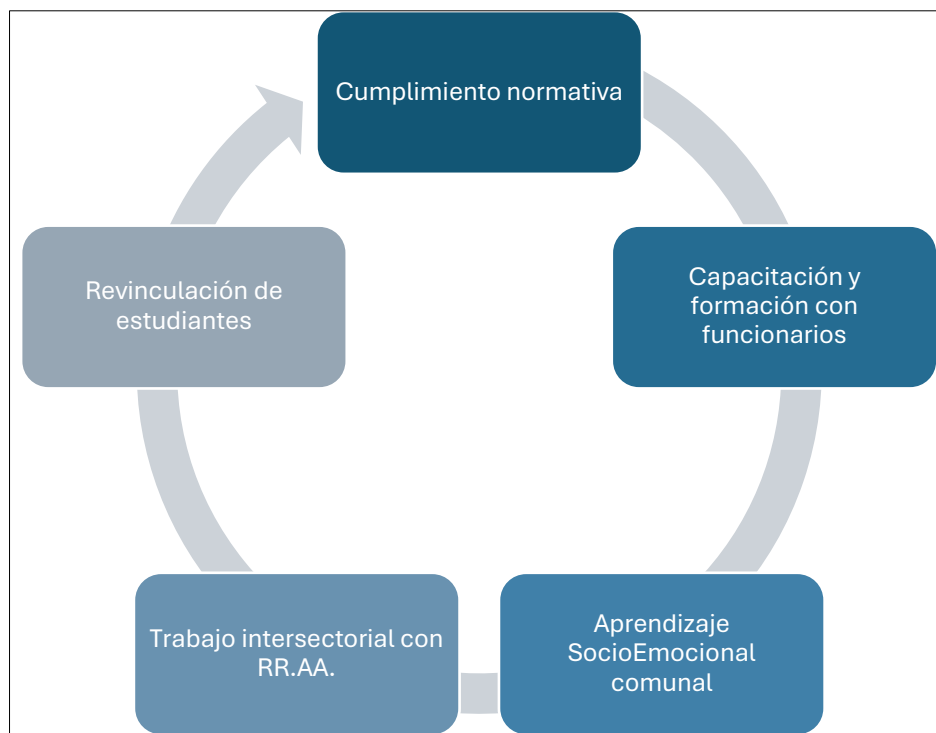 Cumplimiento normativa
Capacitación y
formación con
funcionarios
Aprendizaje
SocioEmocional
comunal
Trabajo intersectorial con
RR.AA.
Revinculación de
estudiantes